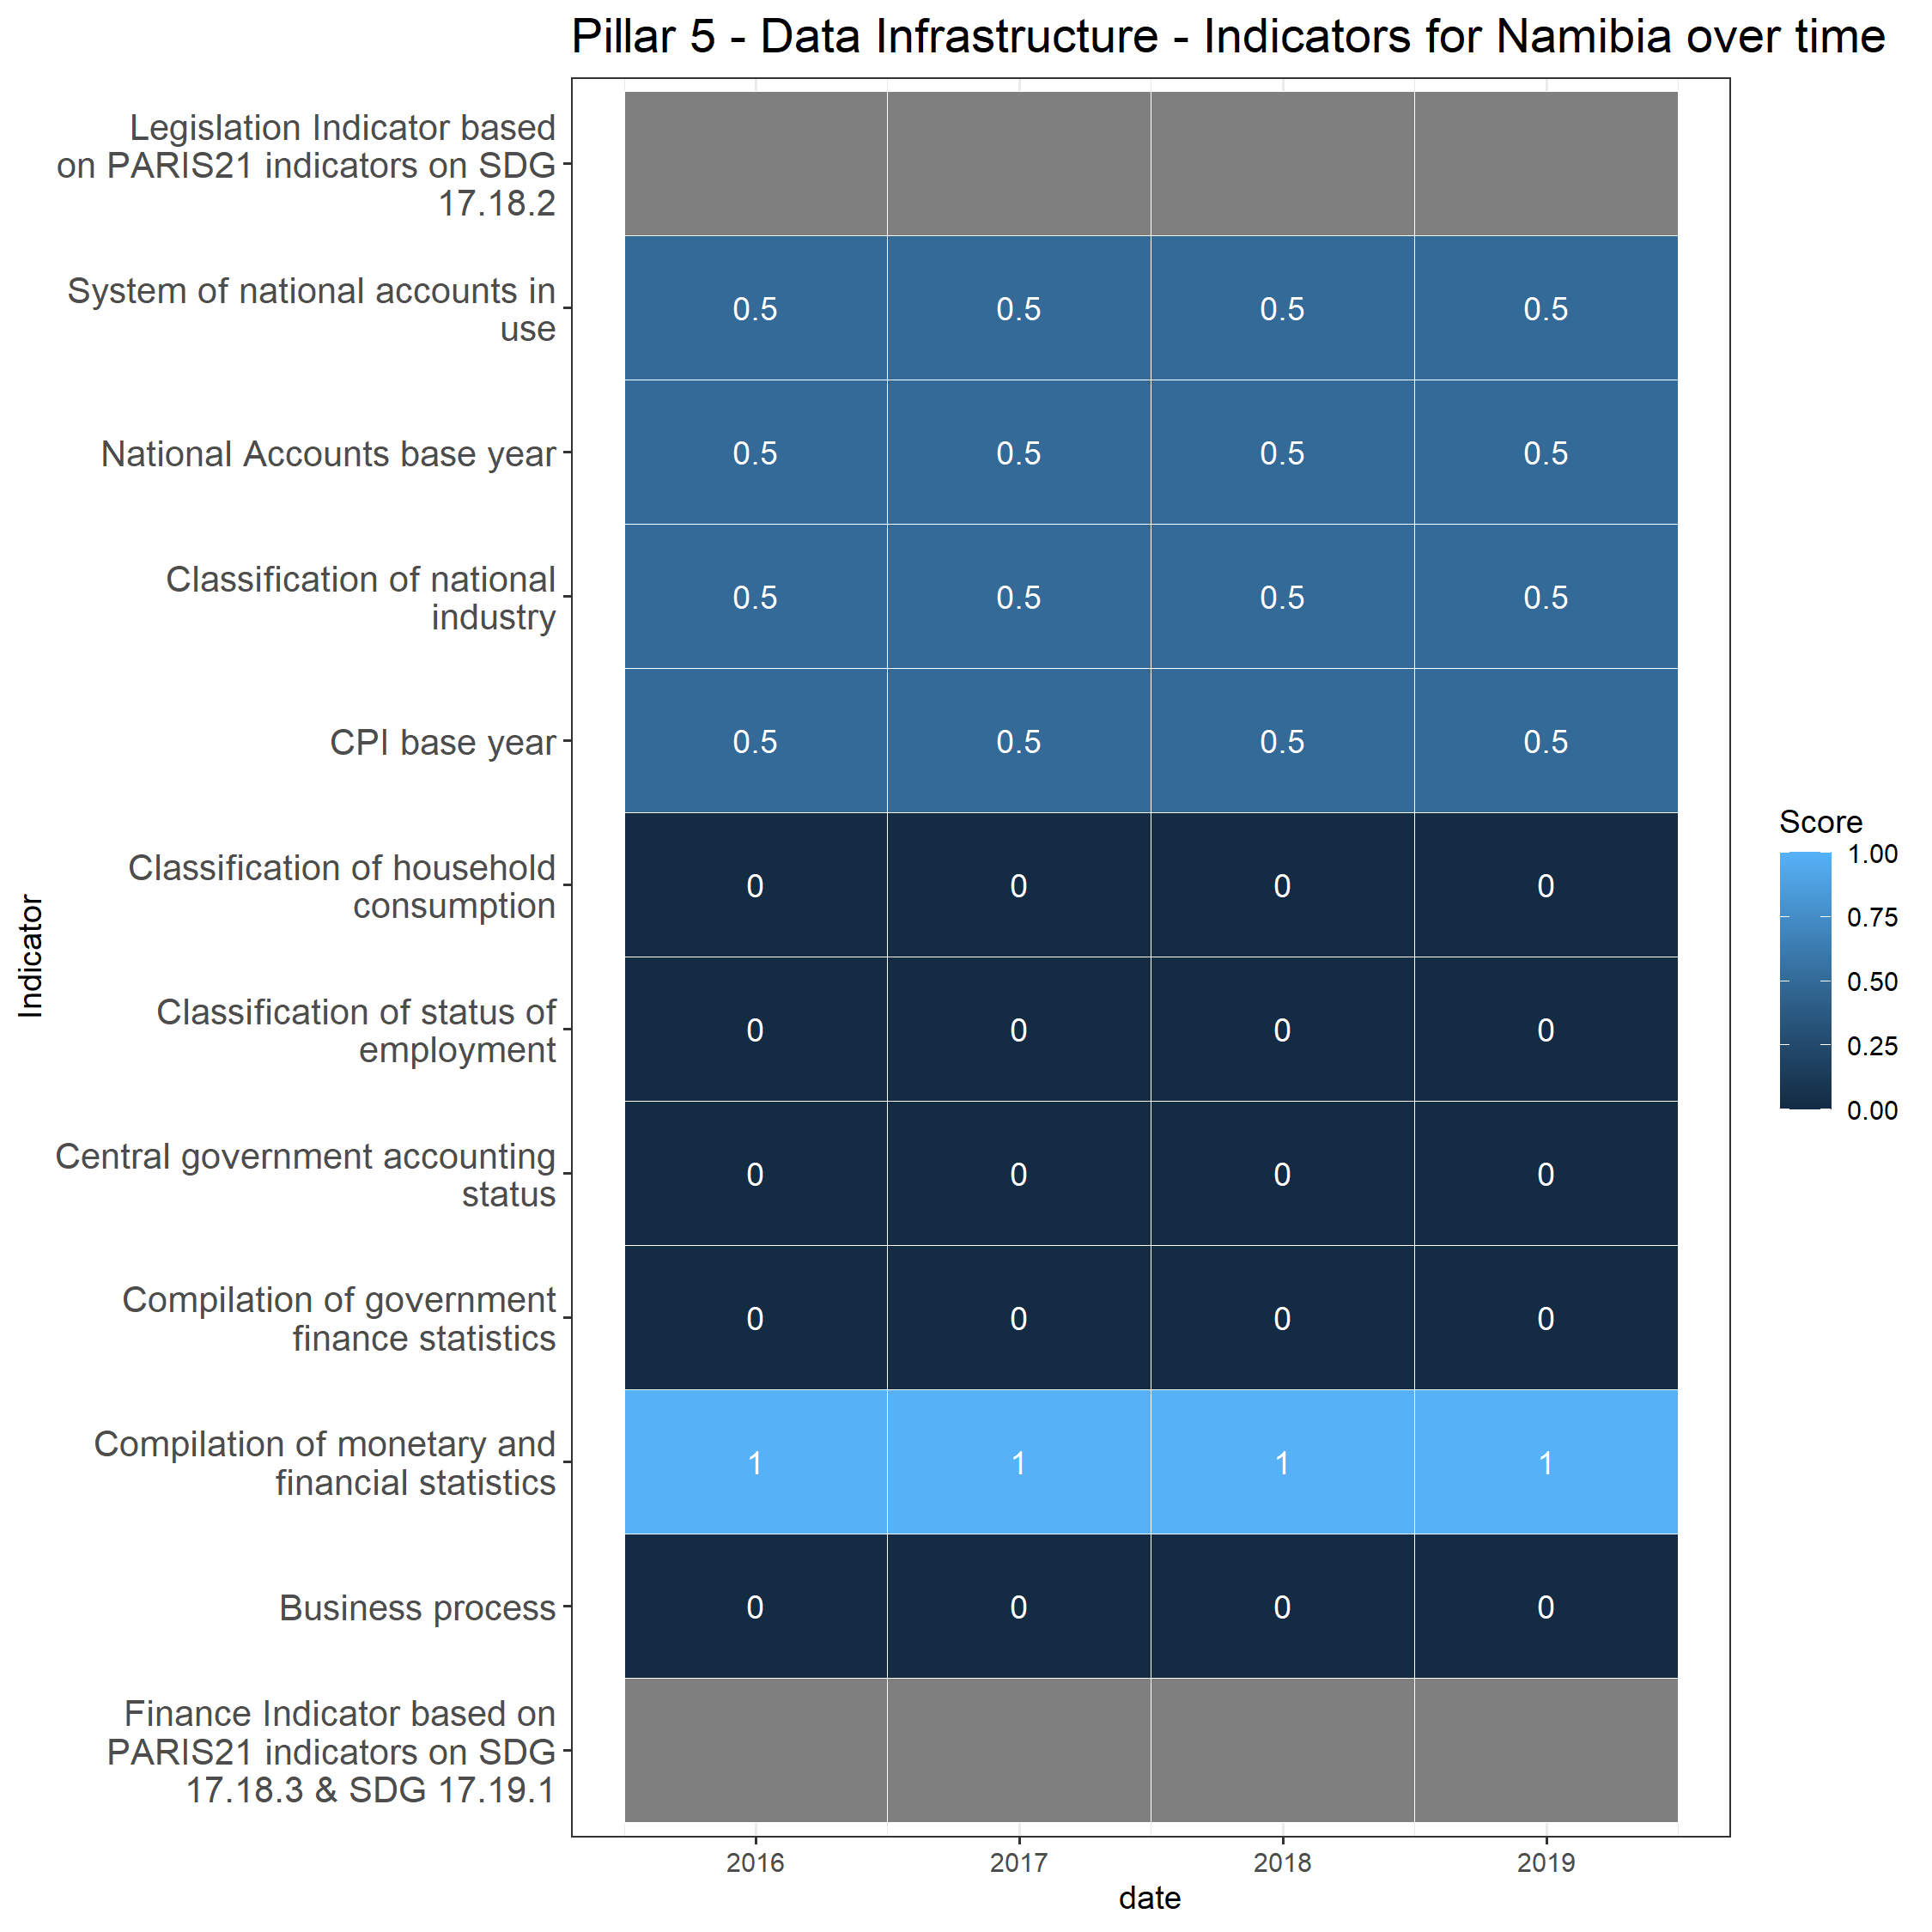 Pillar 5 - Data Infrastructure - Indicators for Namibia over time
Legislation Indicator based
on PARIS21 indicators on SDG
17.18.2
System of national accounts in
use
0.5 0.5 0.5 0.5
National Accounts base year
0.5 0.5 0.5 0.5
Classification of national
industry
0.5 0.5 0.5 0.5
CPI base year
0.5 0.5 0.5 0.5
Classification of household
consumption
0 0 0 0
Classification of status of
employment
0 0 0 0
Central government accounting
status
0 0 0 0
Compilation of government
finance statistics
0 0 0 0
Compilation of monetary and
financial statistics
1 1 1 1
Business process
0 0 0 0
Finance Indicator based on
PARIS21 indicators on SDG
17.18.3 & SDG 17.19.1
2016 2017 2018 2019
date
Indicator
Score
1.00
0.75
0.50
0.25
0.00